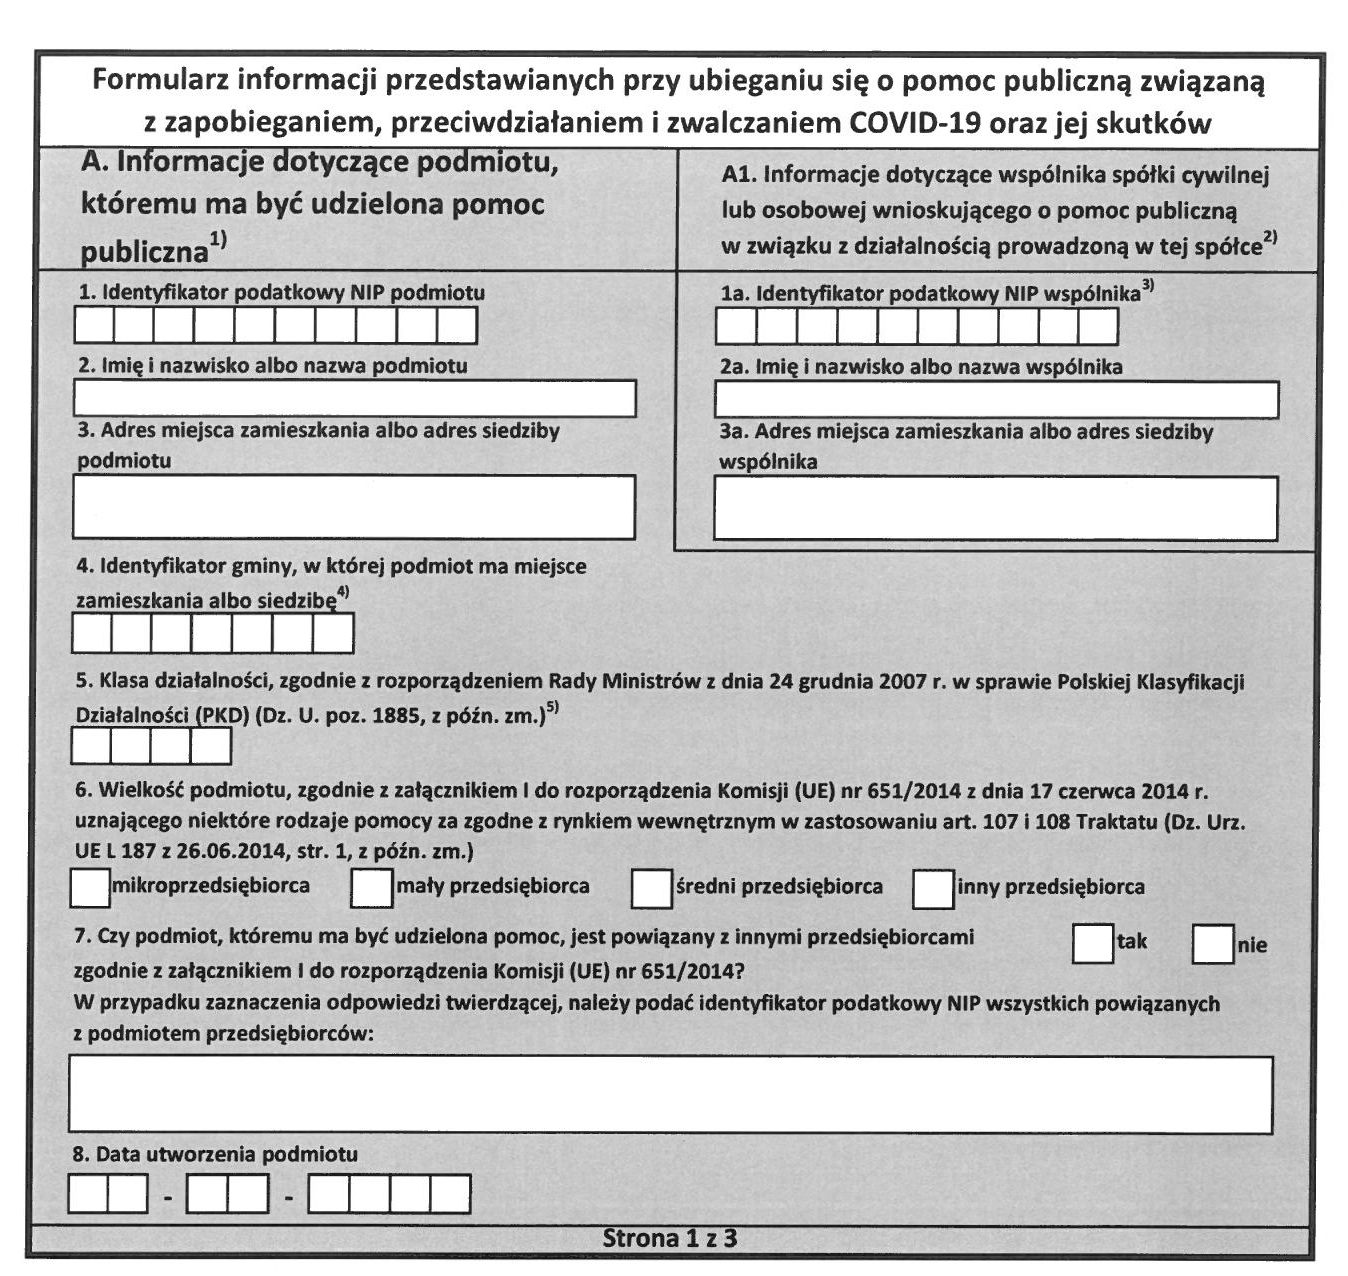 Formularz informacji przedstawianych przy ubieganiu się o pomoc publiczną związaną
z zapobieganiem, przeciwdziałaniem i zwalczaniem COVID-19 oraz jej skutków
A. Informacje dotyczące podmiotu,
któremu ma być udzielona pomoc
publiczna1)
A1. Informacje dotyczące wspólnika spółki cywilnej
lub osobowej wnioskującego o pomoc publiczną
w związku z działalnością prowadzoną w tej spółce2)
1. Identyfikator podatkowy NIP podmiotu
2. Imię i nazwisko albo nazwa podmiotu
3. Adres miejsca zamieszkania albo adres siedziby
podmiotu
1a. Identyfikator podatkowy NIP wspólnika3)
2a. Imię i nazwisko albo nazwa wspólnika
3a. Adres miejsca zamieszkania albo adres siedziby
wspólnika
4. Identyfikator gminy, w której podmiot ma miejsce
zamieszkania albo siedzibę4)
5. Klasa działalności, zgodnie z rozporządzeniem Rady Ministrów z dnia 24 grudnia 2007 r. w sprawie Polskiej Klasyfikacji
Działalności (PKD) (Dz. U. poz. 1885, z późn. zm.)5)
6. Wielkość podmiotu, zgodnie z załącznikiem I do rozporządzenia Komisji (UE) nr 651/2014 z dnia 17 czerwca 2014 r.
uznającego niektóre rodzaje pomocy za zgodne z rynkiem wewnętrznym w zastosowaniu art. 107 i 108 Traktatu (Dz. Urz.
UE L 187 z 26.06.2014, str. 1, z późn. zm.)
mikroprzedsiębiorca mały przedsiębiorca średni przedsiębiorca inny przedsiębiorca
7. Czy podmiot, któremu ma być udzielona pomoc, jest powiązany z innymi przedsiębiorcami tak nie
zgodnie z załącznikiem I do rozporządzenia Komisji (UE) nr 651/2014?
W przypadku zaznaczenia odpowiedzi twierdzącej, należy podać identyfikator podatkowy NIP wszystkich powiązanych
z podmiotem przedsiębiorców:
8. Data utworzenia podmiotu
- -
Strona 1 z 3